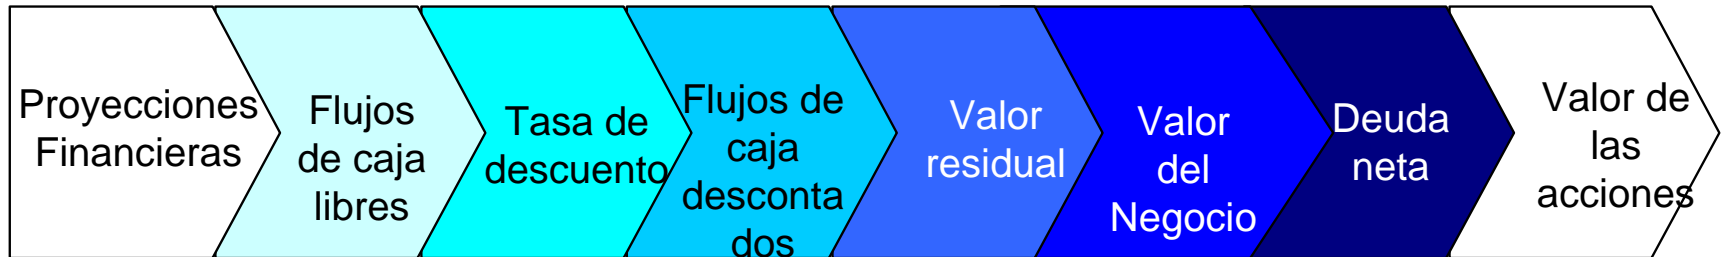 Proyecciones
Financieras
Flujos
de caja
libres
Tasa de
descuento
Flujos de
caja
desconta
dos
Valor
residual
Valor
del
Negocio
Deuda
neta
Valor de
las
acciones